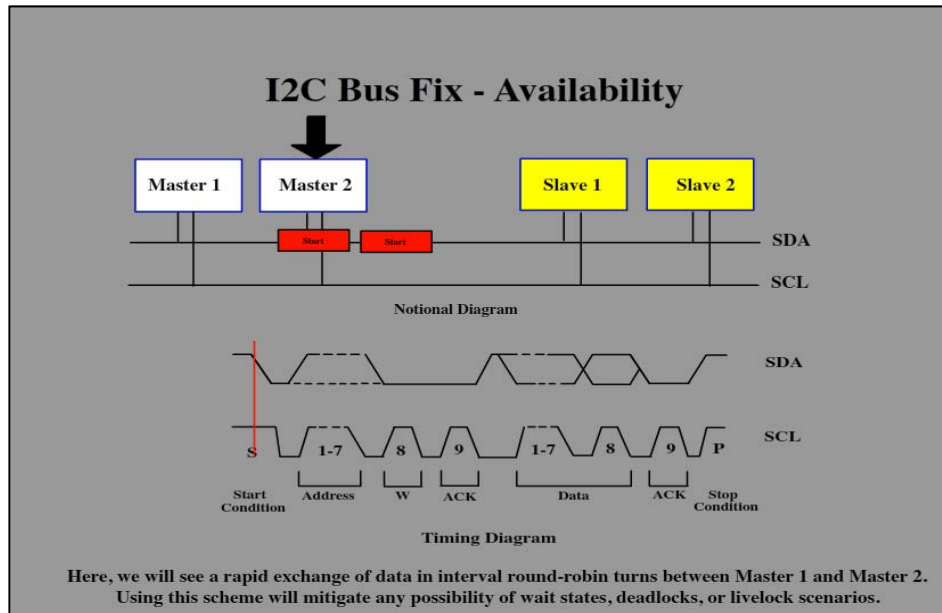 I2C Bus Fix - Availability
Master 1
Master 2
Slave 1
Slave 2
Start
Start
SDA
SCL
Notional Diagram
SDA
SCL
S
1-7
8
9
1-7
8
9
P
Start
Condition
Address
W
ACK
Data
ACK
Stop
Condition
Timing Diagram
Here, we will see a rapid exchange of data in interval round-robin turns between Master 1 and Master 2.
Using this scheme will mitigate any possibility of wait states, deadlocks, or livelock scenarios.